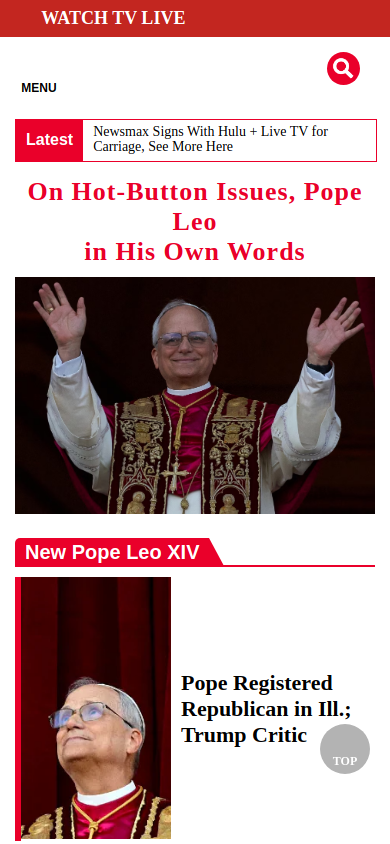 WATCH TV LIVE
MENU
Latest
Newsmax Signs With Hulu + Live TV for
Carriage, See More Here
On Hot-Button Issues, Pope
Leo
in His Own Words
New Pope Leo XIV
Pope Registered
Republican in Ill.;
Trump Critic
TOP